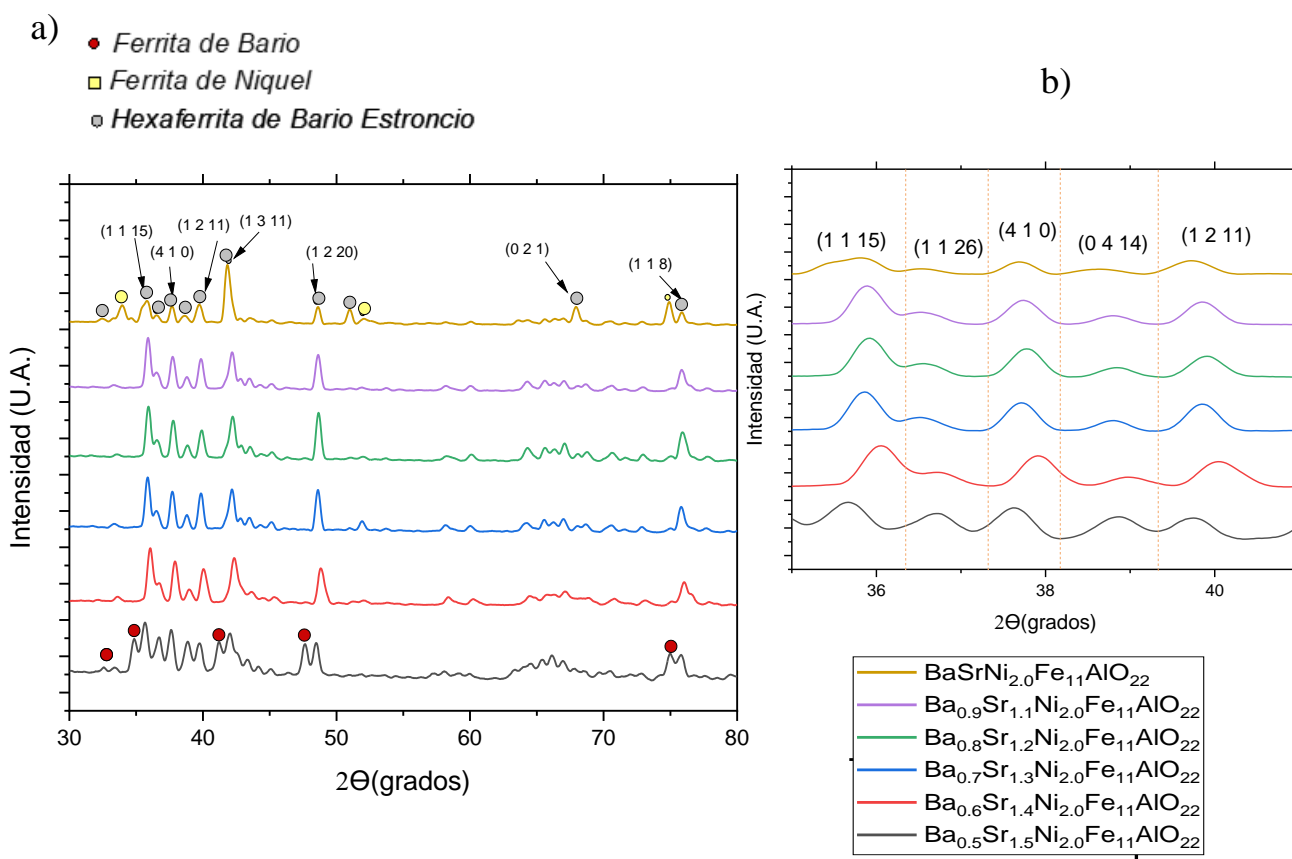 a)
Ferrita de Bario
Ferrita de Niquel
Hexaferrita de Bario Estroncio
b)
(1 1 15)
(4 1 0)
(1 2 11)
(1 3 11)
(1 2 20)
(0 2 1)
(1 1 8)
Intensidad (U.A.)
30 40 50 60 70 80
2Θ(grados)
(1 1 15) (1 1 26) (4 1 0) (0 4 14) (1 2 11)
Intensidad (U.A.)
36 38 40
2Θ(grados)
BaSrNi2.0Fe11AlO22
Ba0.9Sr1.1Ni2.0Fe11AlO22
Ba0.8Sr1.2Ni2.0Fe11AlO22
Ba0.7Sr1.3Ni2.0Fe11AlO22
Ba0.6Sr1.4Ni2.0Fe11AlO22
Ba0.5Sr1.5Ni2.0Fe11AlO22